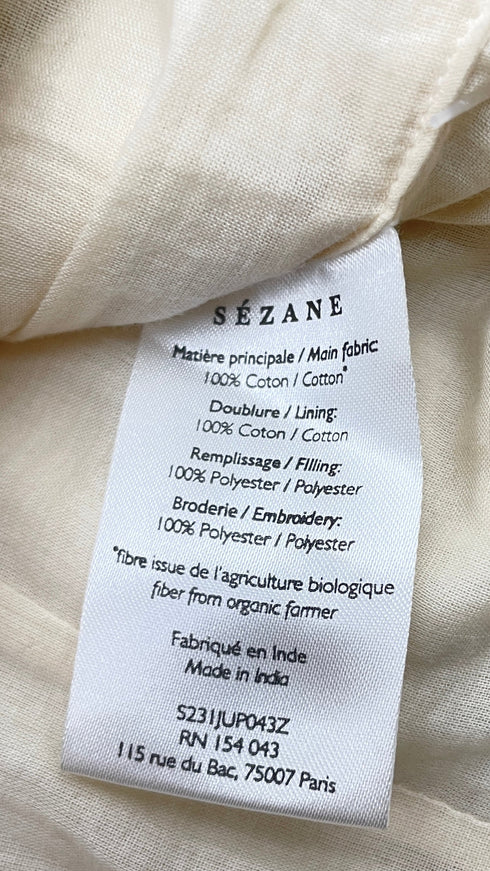 SÉZANE
Matière principale / Main fabric
100% Coton / Cotton*
Doublure / Lining:
100% Coton / Cotton
Remplissage / FIlling:
100% Polyester / Polyester
Broderie / Embroidery:
100% Polyester / Polyester
*fibre issue de l'agriculture biologique
fiber from organic farmer
Fabriqué en Inde
Made in India
S231JUP043Z
RN 154 043
115 rue du Bac, 75007 Paris